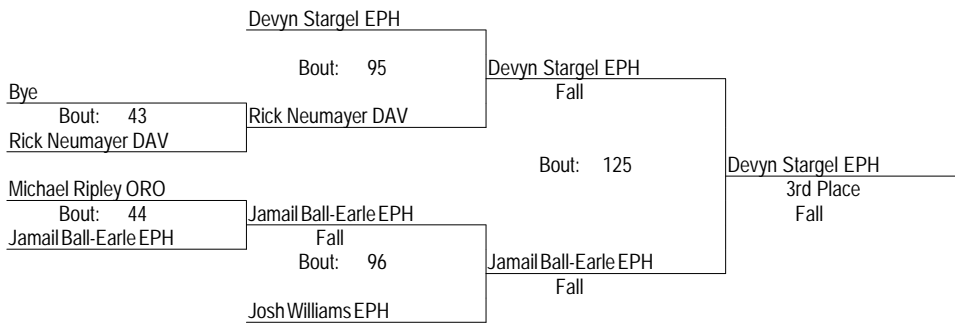 Devyn Stargel EPH
Bout: 95
Devyn Stargel EPH
Fall
Bye
Bout: 43
Rick Neumayer DAV
Rick Neumayer DAV
Bout: 125
Devyn Stargel EPH
3rd Place
Fall
Michael Ripley ORO
Bout: 44
Jamail Ball-Earle EPH
Jamail Ball-Earle EPH
Fall
Bout: 96
Jamail Ball-Earle EPH
Fall
Josh Williams EPH